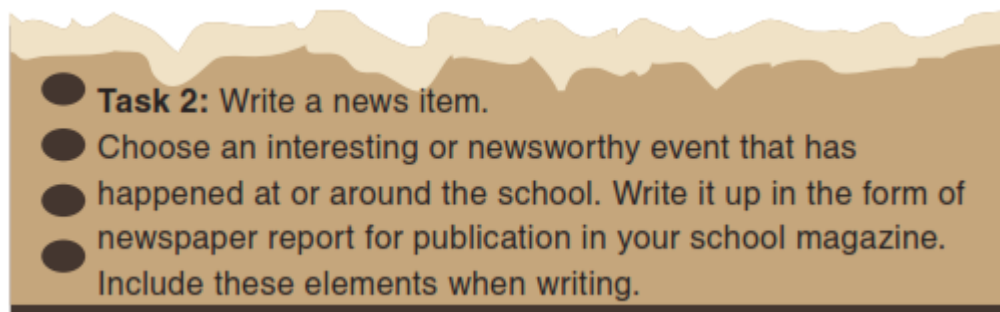 Task 2: Write a news item.
Choose an interesting or newsworthy event that has
happened at or around the school. Write it up in the form of
newspaper report for publication in your school magazine.
Include these elements when writing.